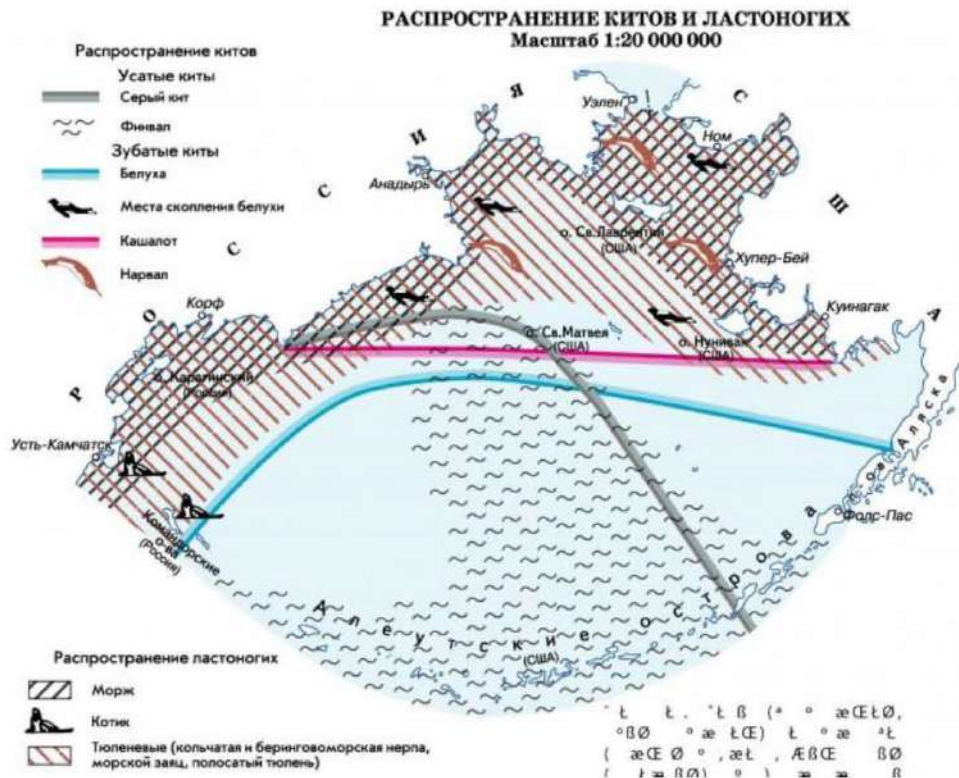 РАСПРОСТРАНЕНИЕ КИТОВ И ЛАСТОНОГИХ
Масштаб 1:20 000 000
Распространение китов
Усатые киты
Серый кит
Финвал
Зубатые киты
Белуха
Места скопления белухи
Кашалот
Нарвал
РОССИЯ
США
Уэлен
Ном
Анадырь
о. Св.Лаврентия
(США)
Хупер-Бей
Корф
Куинагак
о. Св.Матвея
(США)
о. Нунивак
(США)
о. Карагинский
(Россия)
Аляска
Усть-Камчатск
Фолс-Пас
Командорские
о-ва
(Россия)
Алеутские острова
(США)
Распространение ластоногих
Морж
Котик
Тюленевые (кольчатая и беринговоморская нерпа,
морской заяц, полосатый тюлень)